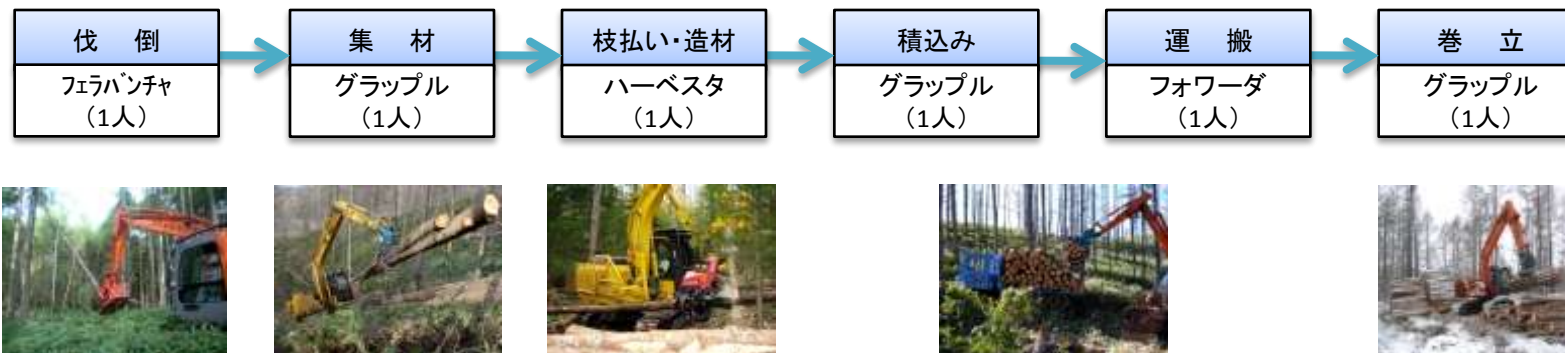 伐　倒
フェラバンチャ
（1人）
集　材
グラップル
（1人）
枝払い・造材
ハーベスタ
（1人）
積込み
グラップル
（1人）
運　搬
フォワーダ
（1人）
巻　立
グラップル
（1人）